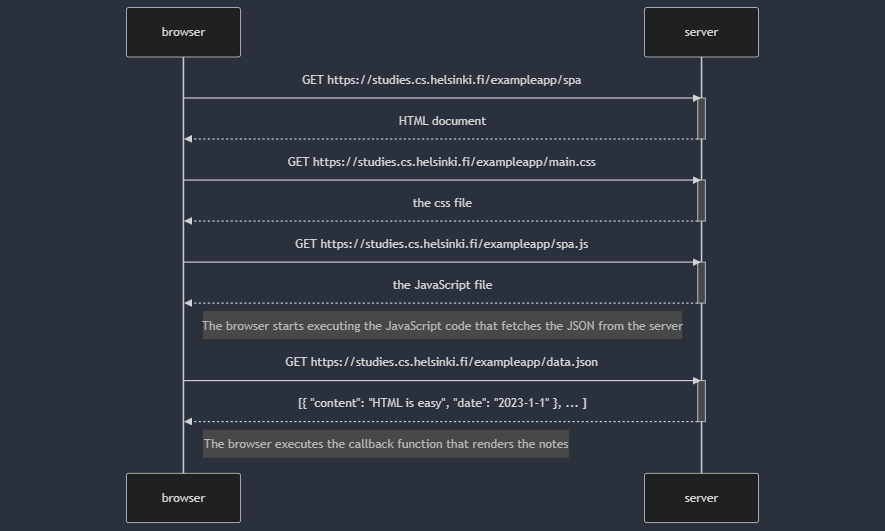 browser server
GET https://studies.cs.helsinki.fi/exampleapp/spa
HTML document
GET https://studies.cs.helsinki.fi/exampleapp/main.css
the css file
GET https://studies.cs.helsinki.fi/exampleapp/spa.js
the JavaScript file
The browser starts executing the JavaScript code that fetches the JSON from the server
GET https://studies.cs.helsinki.fi/exampleapp/data.json
[{ "content": "HTML is easy", "date": "2023-1-1" }, ... ]
The browser executes the callback function that renders the notes
browser server